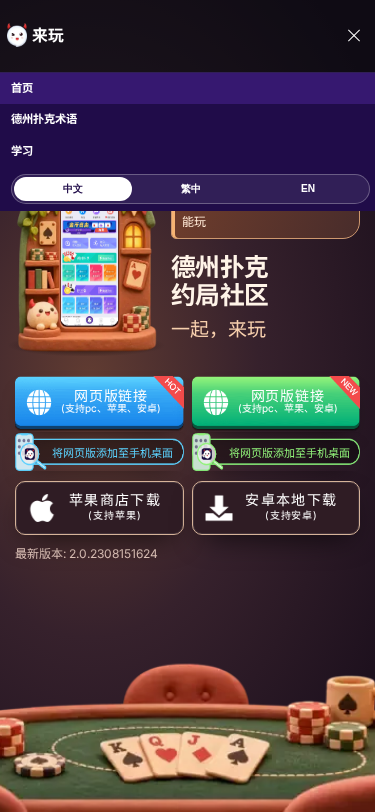 来玩
首页
德州扑克术语
学习
中文
繁中
EN
能玩
德州扑克
约局社区
一起，来玩
HOT
网页版链接
(支持pc、苹果、安卓)
NEW
网页版链接
(支持pc、苹果、安卓)
将网页版添加至手机桌面
将网页版添加至手机桌面
苹果商店下载
(支持苹果)
安卓本地下载
(支持安卓)
最新版本: 2.0.2308151624
K
Q
J
A